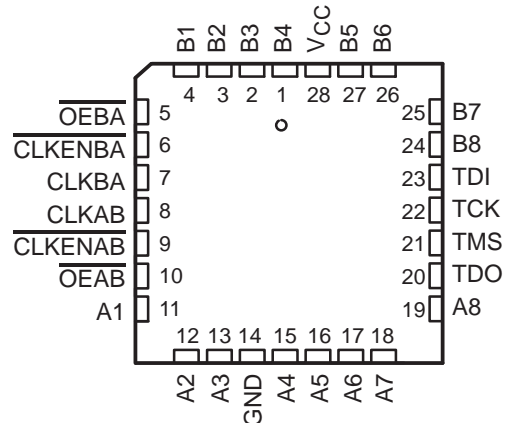 B1 B2 B3 B4 VCC B5 B6
4 3 2 1 28 27 26
OEBA 5 25 B7
CLKENBA 6 24 B8
CLKBA 7 23 TDI
CLKAB 8 22 TCK
CLKENAB 9 21 TMS
OEAB 10 20 TDO
A1 11 19 A8
12 13 14 15 16 17 18
A2 A3 GND A4 A5 A6 A7